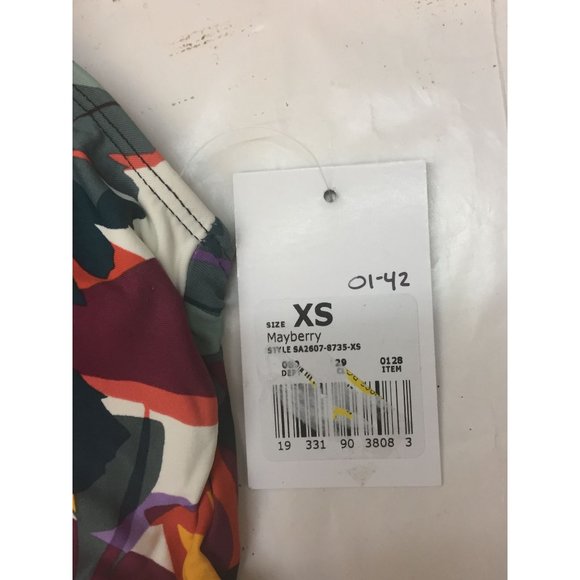 01-42
SIZE XS
Mayberry
STYLE SA2607-8735-XS
29 0128
ITEM
19 331 90 3808 3